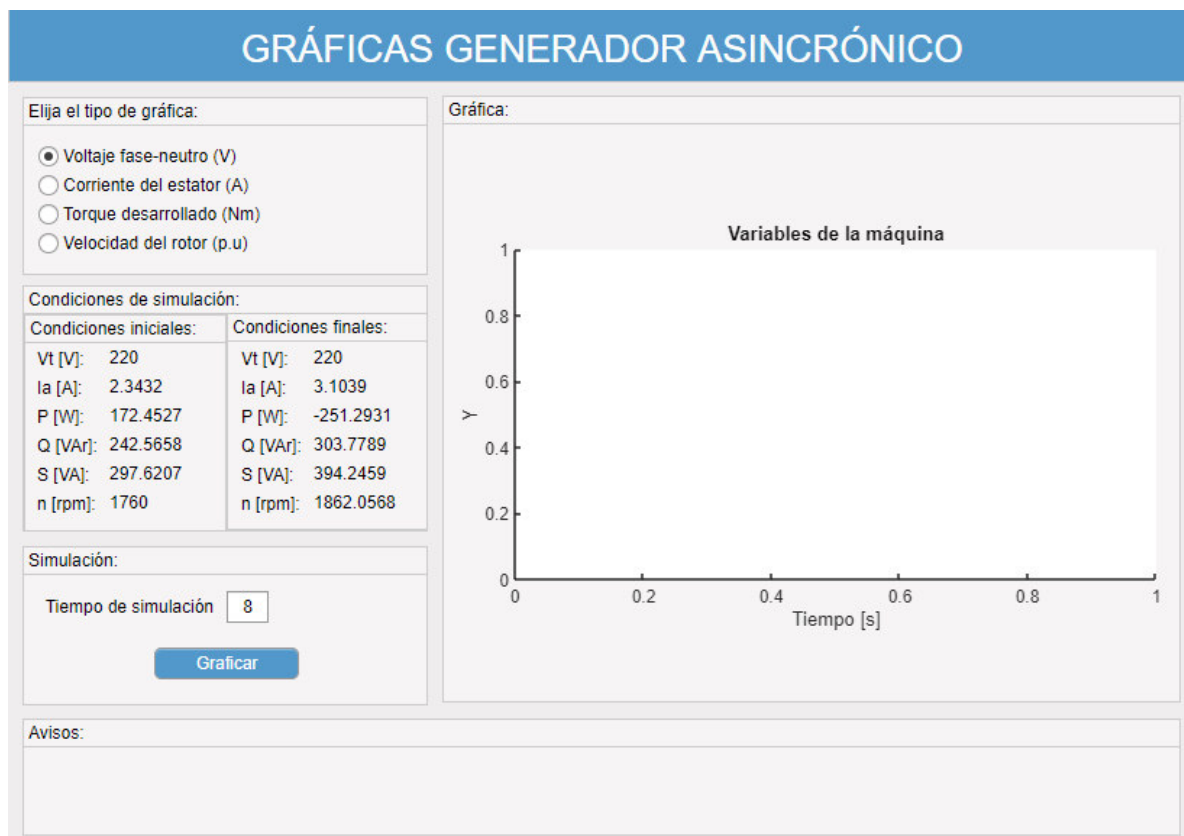 GRÁFICAS GENERADOR ASINCRÓNICO
Elija el tipo de gráfica:
Voltaje fase-neutro (V)
Corriente del estator (A)
Torque desarrollado (Nm)
Velocidad del rotor (p.u)
Condiciones de simulación:
Condiciones iniciales:
Vt [V]: 220
Ia [A]: 2.3432
P [W]: 172.4527
Q [VAr]: 242.5658
S [VA]: 297.6207
n [rpm]: 1760
Condiciones finales:
Vt [V]: 220
Ia [A]: 3.1039
P [W]: -251.2931
Q [VAr]: 303.7789
S [VA]: 394.2459
n [rpm]: 1862.0568
Simulación:
Tiempo de simulación 8
Graficar
Gráfica:
Variables de la máquina
1
0.8
0.6
0.4
0.2
0
Y
0 0.2 0.4 0.6 0.8 1
Tiempo [s]
Avisos: